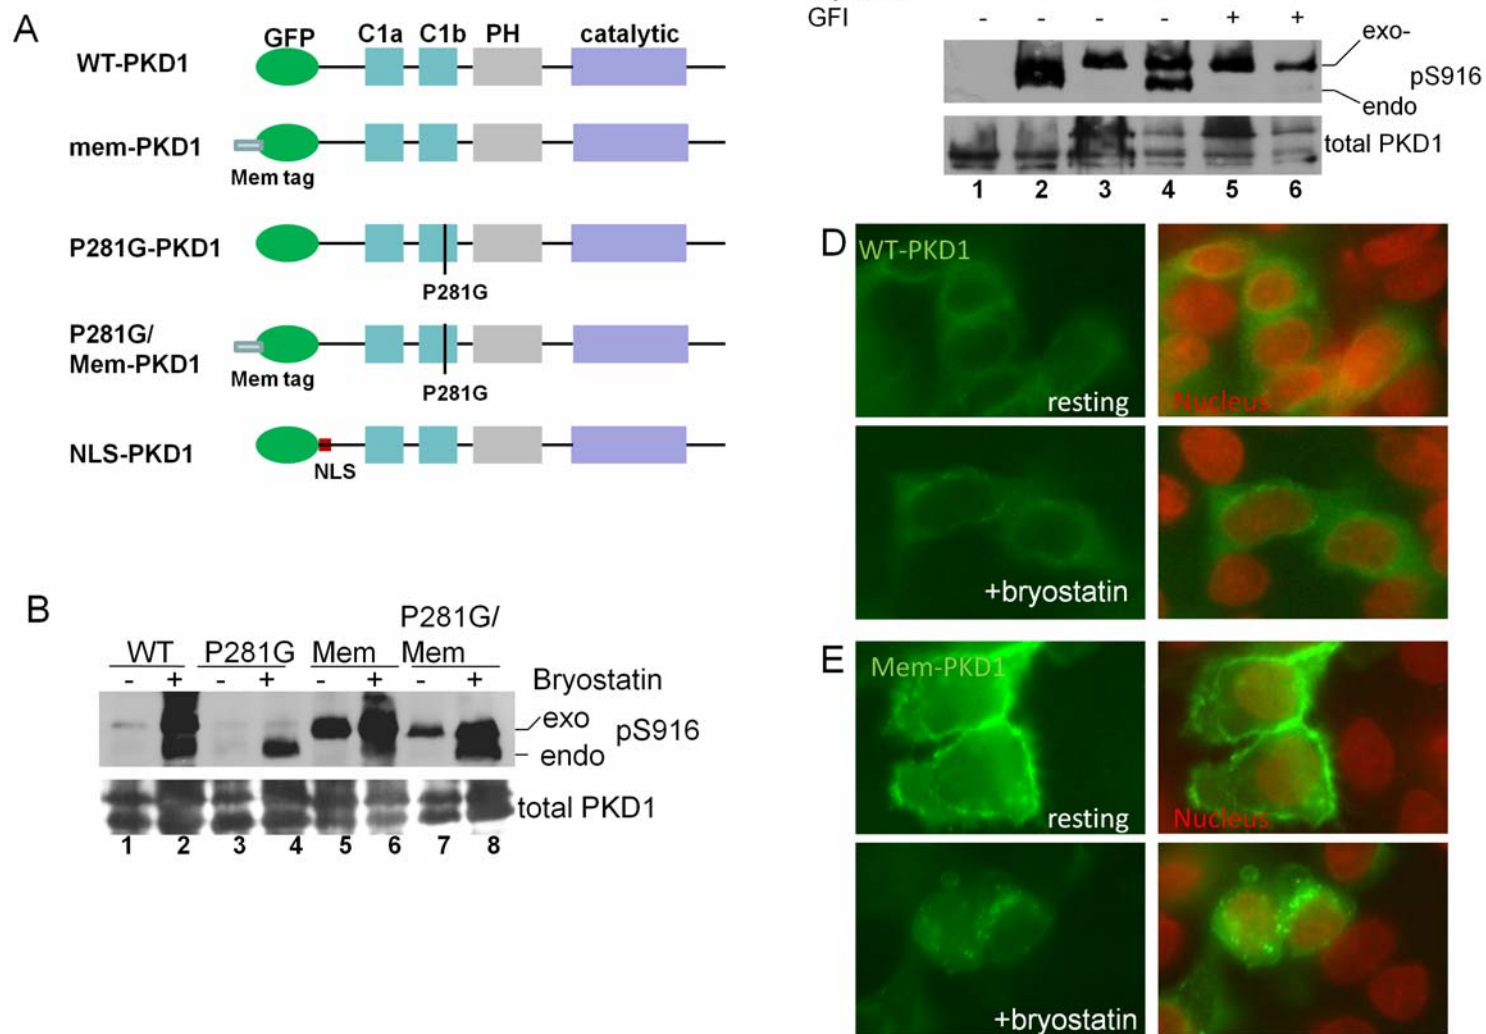 A
GFP C1a C1b PH catalytic
WT-PKD1
mem-PKD1
Mem tag
P281G-PKD1
P281G
P281G/
Mem-PKD1
Mem tag
P281G
NLS-PKD1
NLS
B
WT P281G Mem P281G/
Mem
- + - + - + - + Bryostatin
exo
pS916
endo
total PKD1
1 2 3 4 5 6 7 8
GFI - - - - + +
exo-
pS916
endo
total PKD1
1 2 3 4 5 6
D
WT-PKD1
resting
Nucleus
+bryostatin
E
Mem-PKD1
resting
Nucleus
+bryostatin